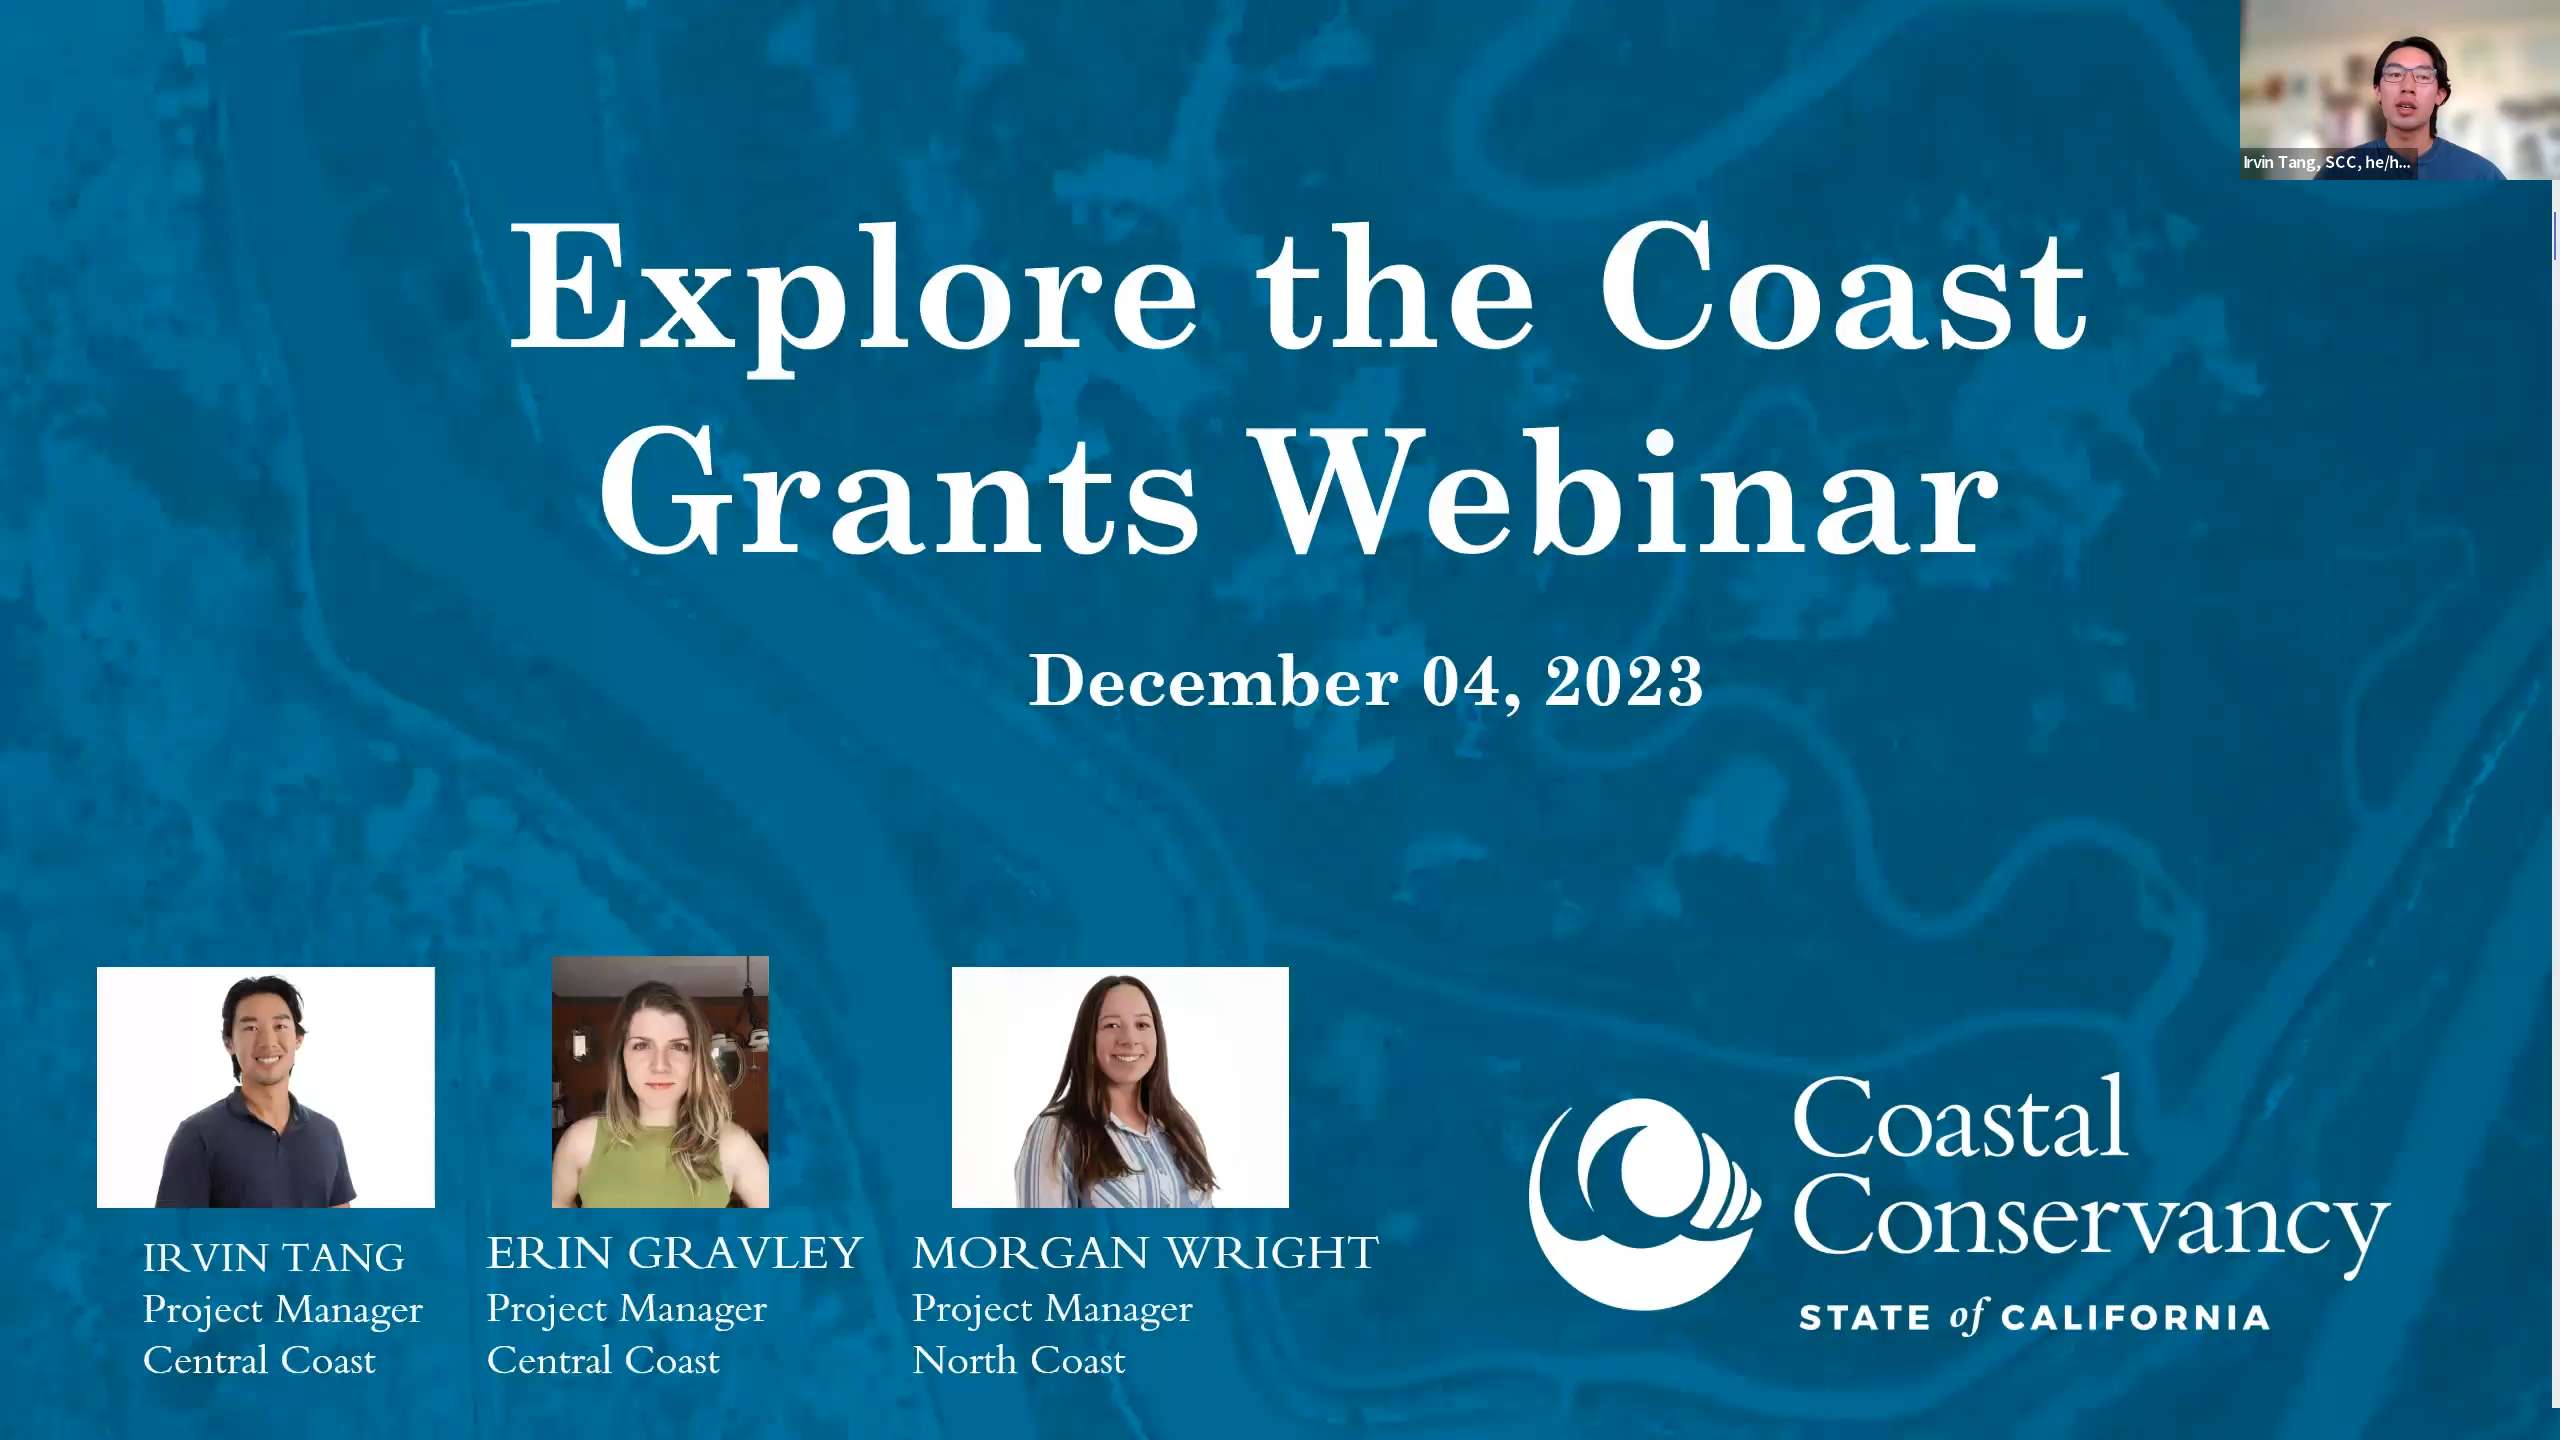 Irvin Tang, SCC, he/h...
Explore the Coast
Grants Webinar
December 04, 2023
IRVIN TANG
Project Manager
Central Coast
ERIN GRAVLEY
Project Manager
Central Coast
MORGAN WRIGHT
Project Manager
North Coast
Coastal
Conservancy
STATE of CALIFORNIA